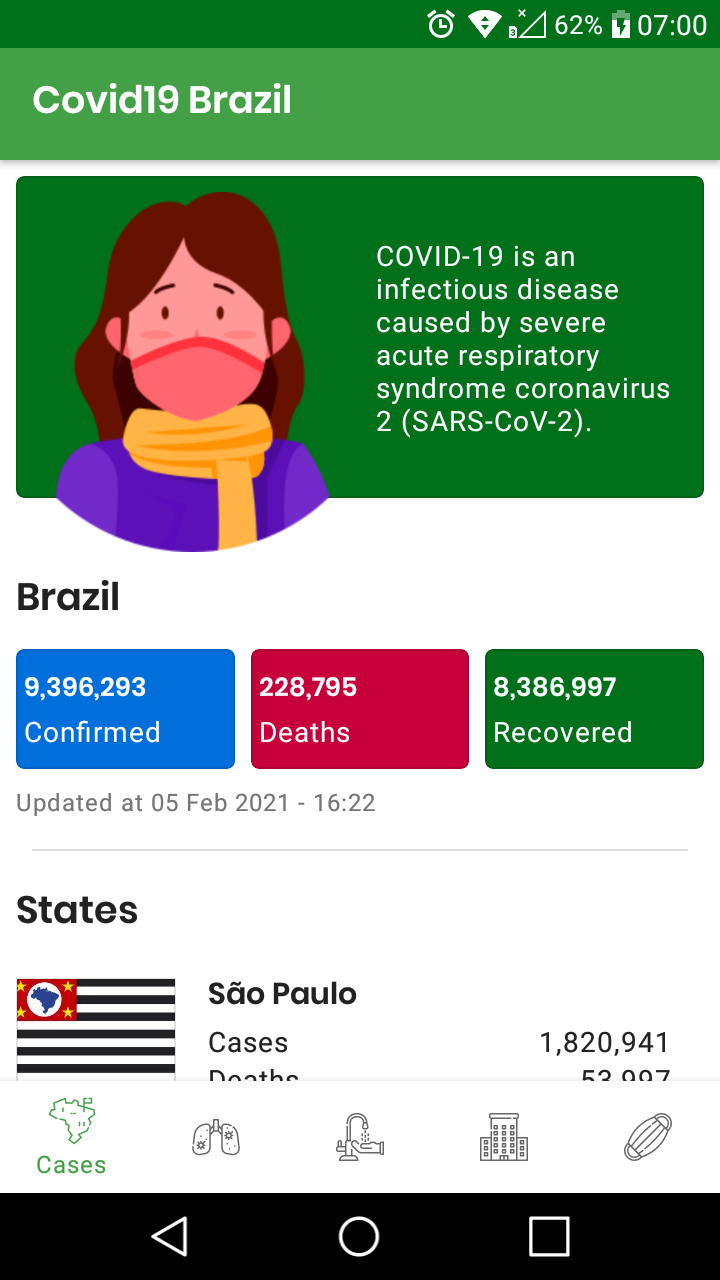 62% 07:00
Covid19 Brazil
COVID-19 is an
infectious disease
caused by severe
acute respiratory
syndrome coronavirus
2 (SARS-CoV-2).
Brazil
9,396,293 228,795 8,386,997
Confirmed Deaths Recovered
Updated at 05 Feb 2021 - 16:22
States
São Paulo
Cases 1,820,941
Deaths 53,997
Cases